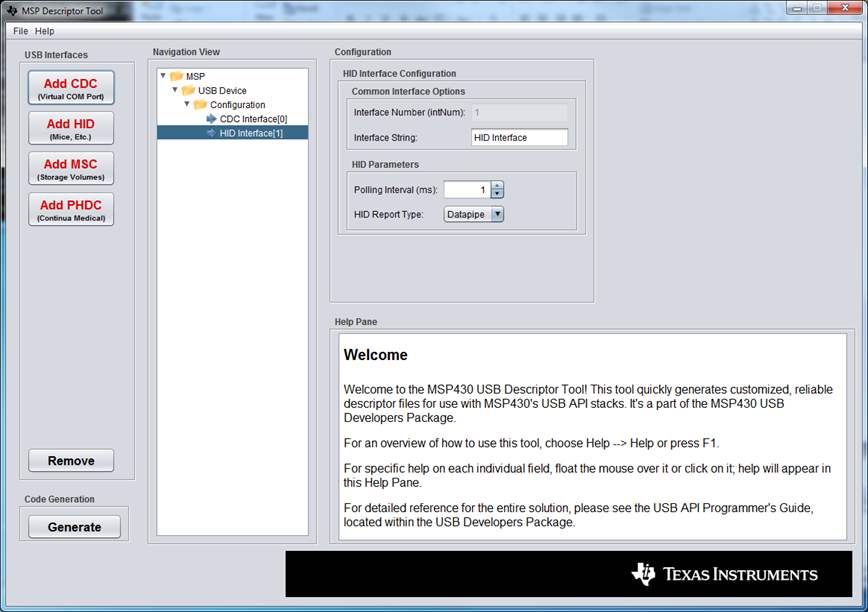 MSP Descriptor Tool
File Help
USB Interfaces
Add CDC
(Virtual COM Port)
Add HID
(Mice, Etc.)
Add MSC
(Storage Volumes)
Add PHDC
(Continua Medical)
Remove
Code Generation
Generate
Navigation View
MSP
USB Device
Configuration
CDC Interface[0]
HID Interface[1]
Configuration
HID Interface Configuration
Common Interface Options
Interface Number (intNum): 1
Interface String: HID Interface
HID Parameters
Polling Interval (ms): 1
HID Report Type: Datapipe
Help Pane
Welcome
Welcome to the MSP430 USB Descriptor Tool! This tool quickly generates customized, reliable
descriptor files for use with MSP430's USB API stacks. It's a part of the MSP430 USB
Developers Package.
For an overview of how to use this tool, choose Help --> Help or press F1.
For specific help on each individual field, float the mouse over it or click on it; help will appear in
this Help Pane.
For detailed reference for the entire solution, please see the USB API Programmer's Guide,
located within the USB Developers Package.
TEXAS INSTRUMENTS